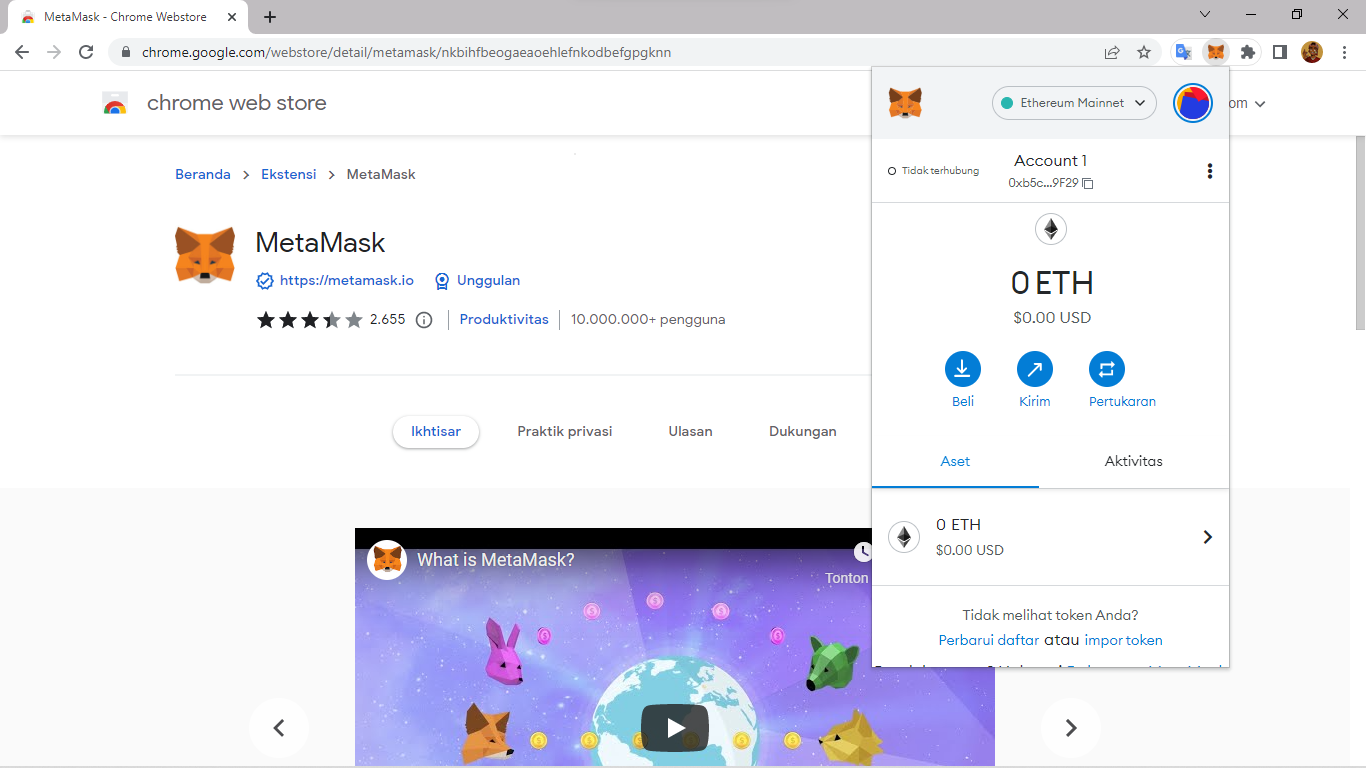 MetaMask - Chrome Webstore
chrome.google.com/webstore/detail/metamask/nkbihfbeogaeaoehlefnkodbefgpgknn
chrome web store
om
Beranda > Ekstensi > MetaMask
MetaMask
https://metamask.io Unggulan
2.655 Produktivitas 10.000.000+ pengguna
Ikhtisar Praktik privasi Ulasan Dukungan
What is MetaMask?
Tonton
Ethereum Mainnet
Tidak terhubung
Account 1
0xb5c...9F29
0 ETH
$0.00 USD
Beli Kirim Pertukaran
Aset Aktivitas
0 ETH
$0.00 USD
Tidak melihat token Anda?
Perbarui daftar atau impor token